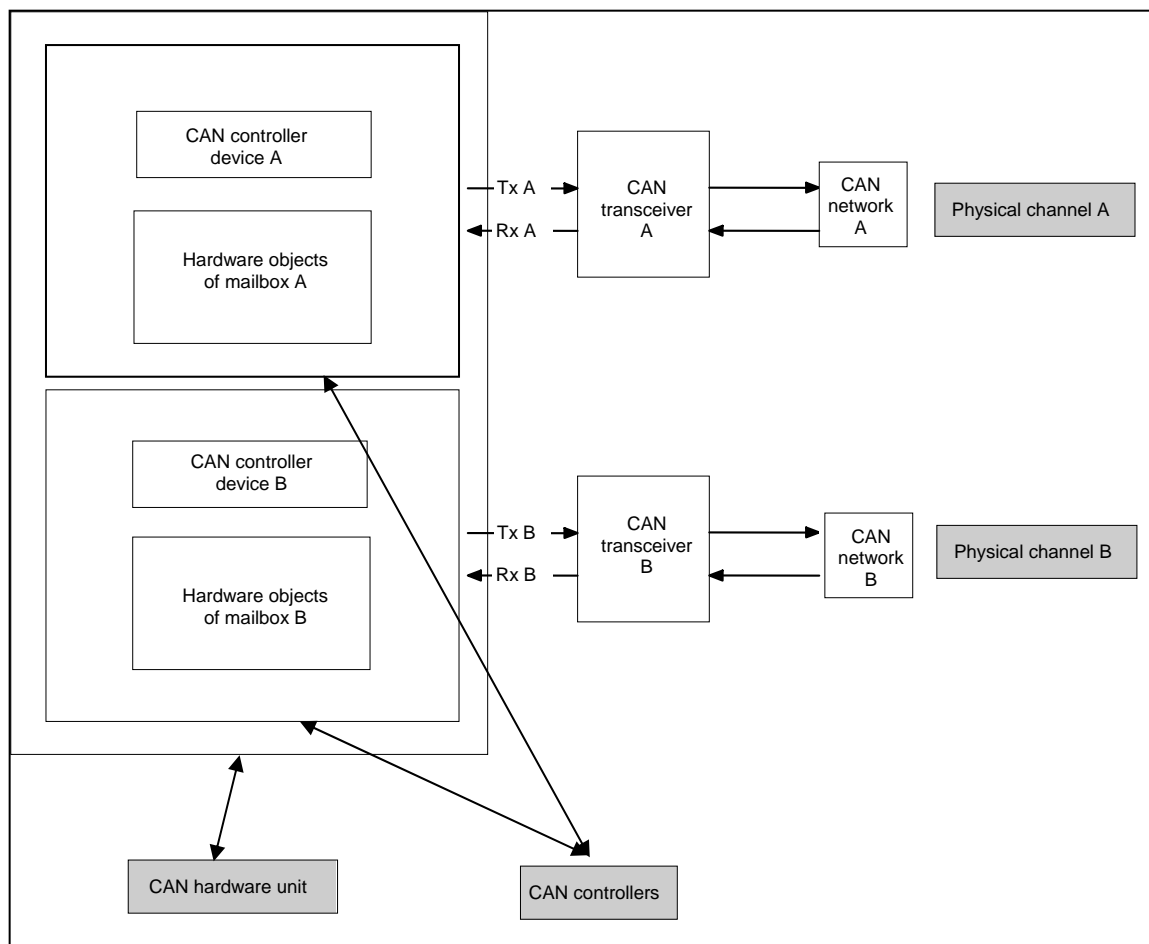 CAN controller
device A
Hardware objects
of mailbox A
Tx A
Rx A
CAN
transceiver
A
CAN
network
A
Physical channel A
CAN controller
device B
Hardware objects
of mailbox B
Tx B
Rx B
CAN
transceiver
B
CAN
network
B
Physical channel B
CAN hardware unit
CAN controllers